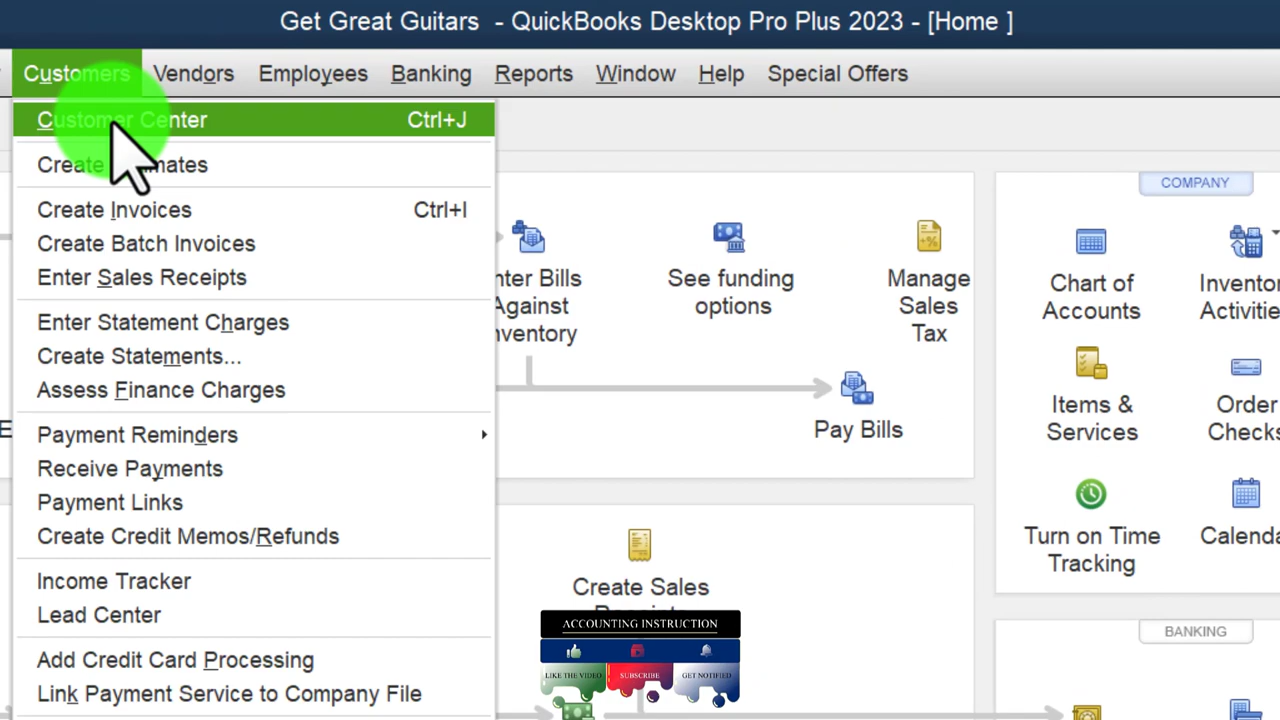 Get Great Guitars - QuickBooks Desktop Pro Plus 2023 - [Home ]
Customers Vendors Employees Banking Reports Window Help Special Offers
Customer Center Ctrl+J
Create
Create Invoices Ctrl+I
Create Batch Invoices
Enter Sales Receipts
Enter Statement Charges
Create Statements...
Assess Finance Charges
Payment Reminders
Receive Payments
Payment Links
Create Credit Memos/Refunds
Income Tracker
Lead Center
Add Credit Card Processing
Link Payment Service to Company File
Bills
Against
See funding
options
Manage
Sales
Tax
Pay Bills
Create Sales
COMPANY
Chart of
Accounts
Activities
Items &
Services
Order
Checks
Turn on Time
Tracking
BANKING
ACCOUNTING INSTRUCTION
LIKE THE VIDEO
SUBSCRIBE
GET NOTIFIED